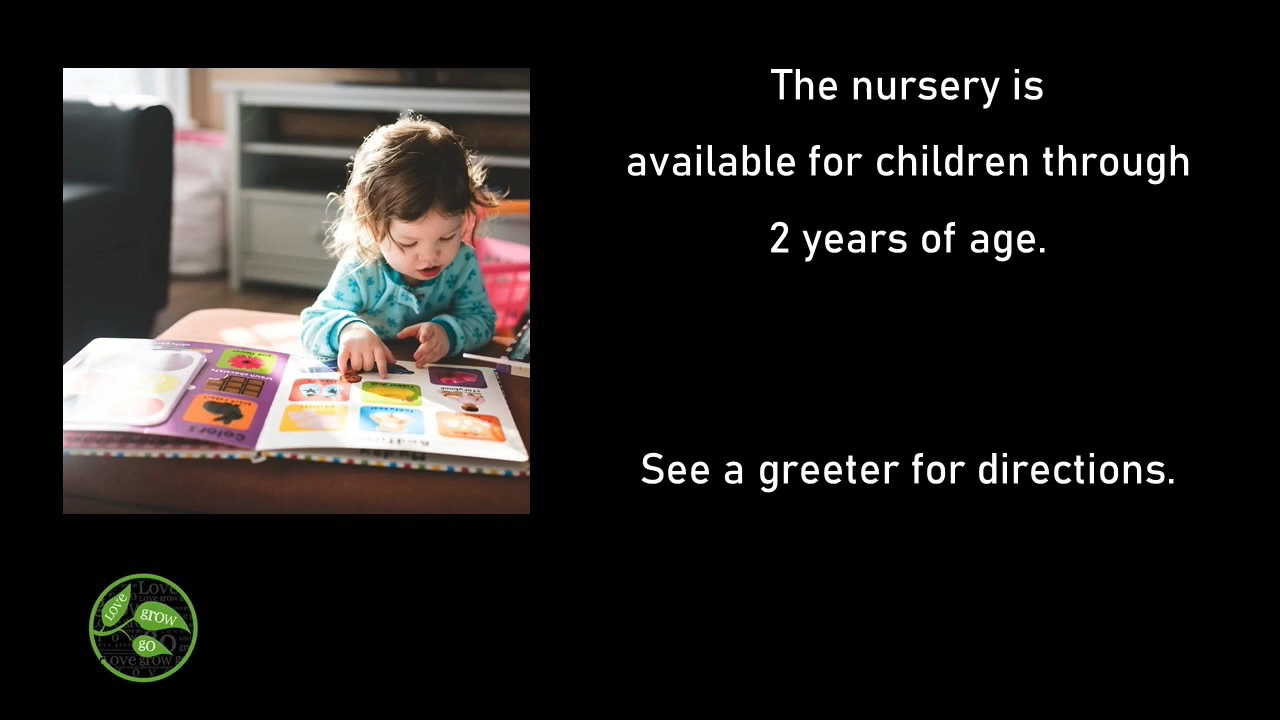 The nursery is
available for children through
2 years of age.
See a greeter for directions.
Love
grow
go